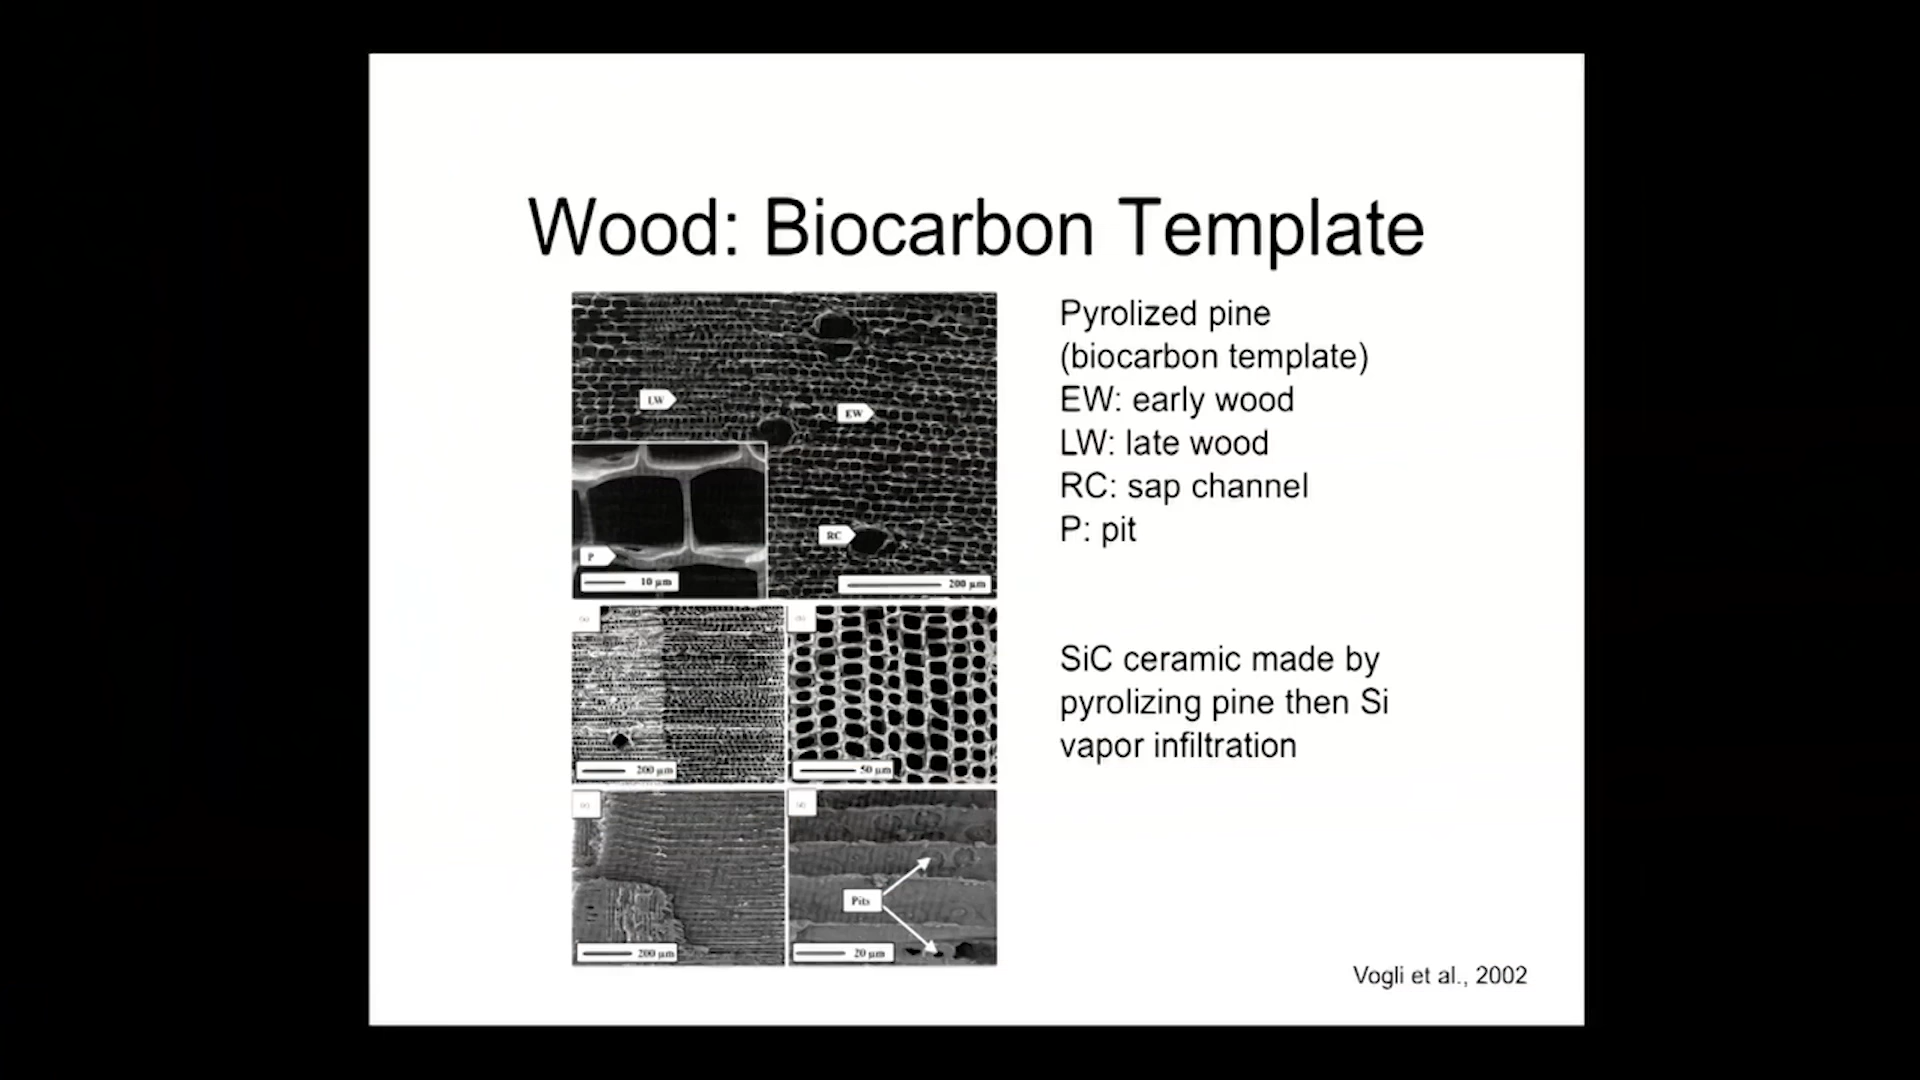 Wood: Biocarbon Template
LW
EW
RC
P
10 µm
200 µm
(a)
200 µm
50 µm
200 µm
Pits
20 µm
Pyrolized pine
(biocarbon template)
EW: early wood
LW: late wood
RC: sap channel
P: pit
SiC ceramic made by
pyrolizing pine then Si
vapor infiltration
Vogli et al., 2002